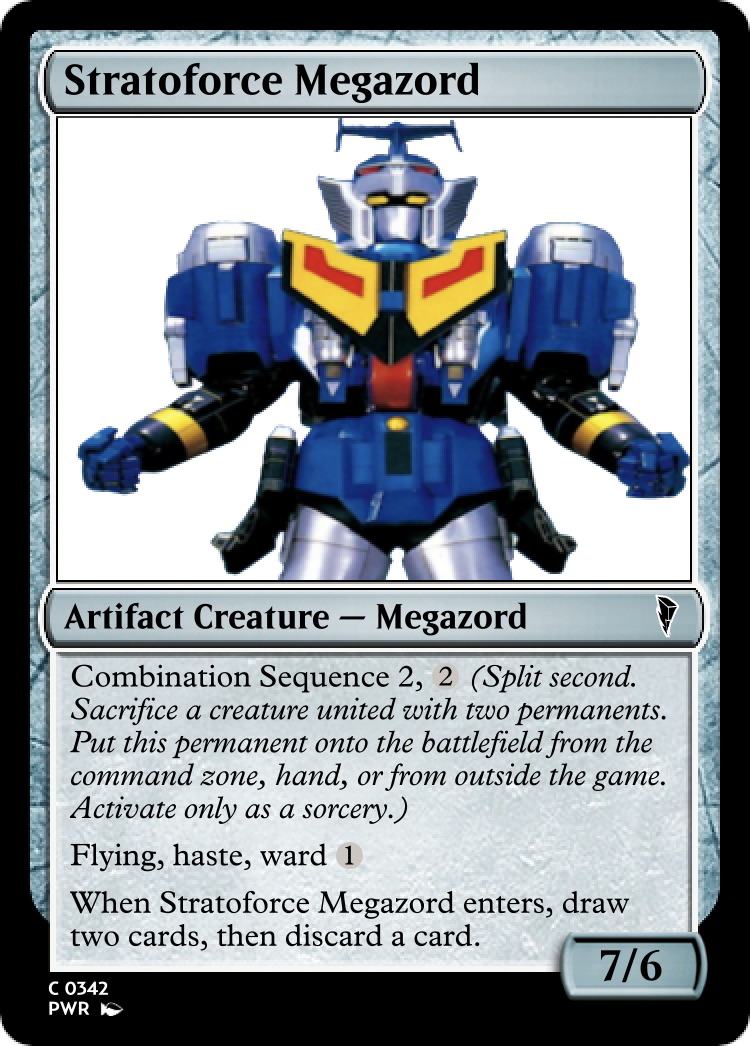 Stratoforce Megazord
Artifact Creature — Megazord
Combination Sequence 2, 2 (Split second.
Sacrifice a creature united with two permanents.
Put this permanent onto the battlefield from the
command zone, hand, or from outside the game.
Activate only as a sorcery.)
Flying, haste, ward 1
When Stratoforce Megazord enters, draw
two cards, then discard a card.
7/6
C 0342
PWR